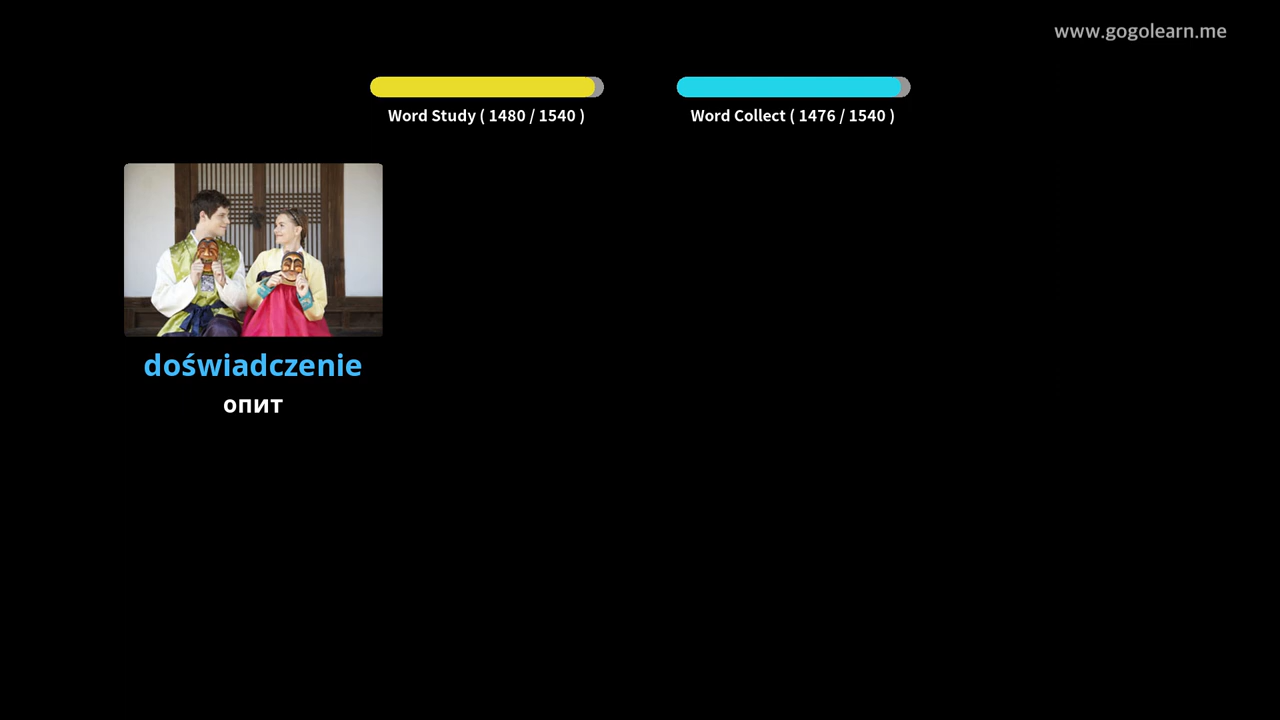 www.gogolearn.me
Word Study ( 1480 / 1540 )
Word Collect ( 1476 / 1540 )
doświadczenie
опит